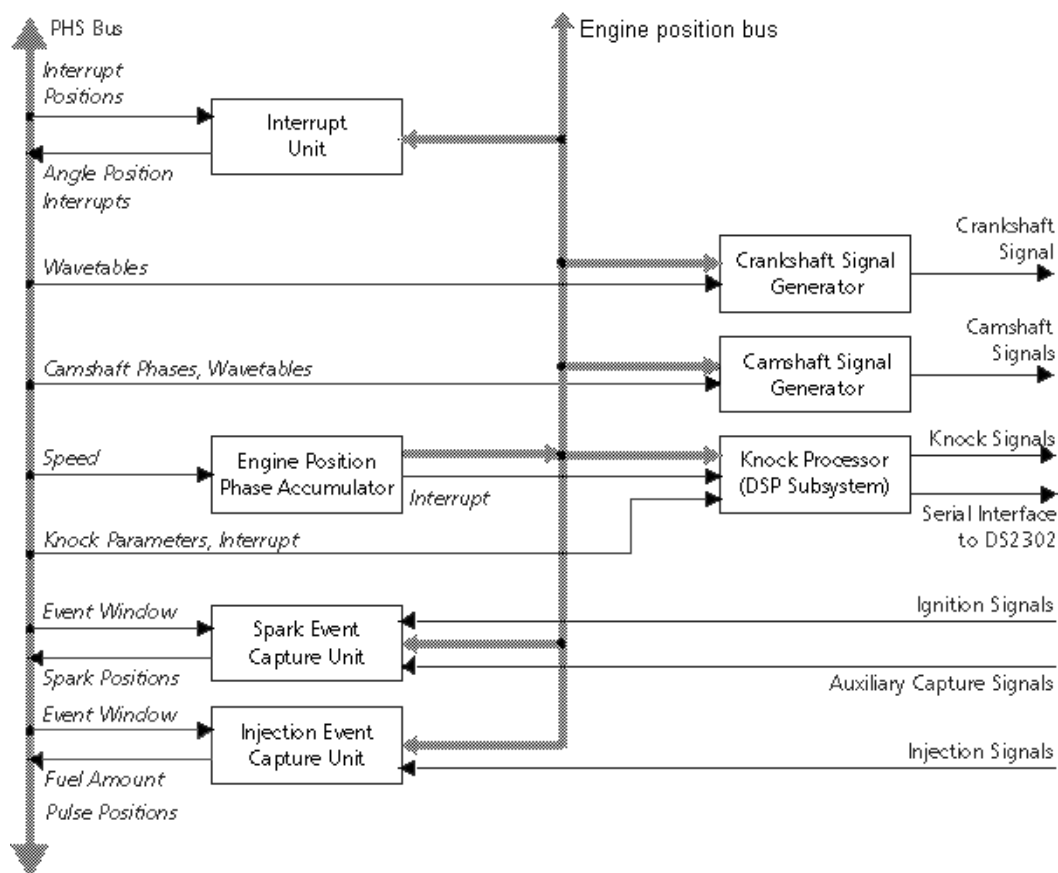 PHS Bus
Engine position bus
Interrupt
Positions
Interrupt
Unit
Angle Position
Interrupts
Crankshaft
Signal
Wavetables
Crankshaft Signal
Generator
Camshaft
Signals
Camshaft Phases, Wavetables
Camshaft Signal
Generator
Knock Signals
Speed
Engine Position
Phase Accumulator
Interrupt
Knock Processor
(DSP Subsystem)
Serial Interface
to DS2302
Knock Parameters, Interrupt
Event Window
Spark Event
Capture Unit
Ignition Signals
Spark Positions
Auxiliary Capture Signals
Event Window
Injection Event
Capture Unit
Injection Signals
Fuel Amount
Pulse Positions